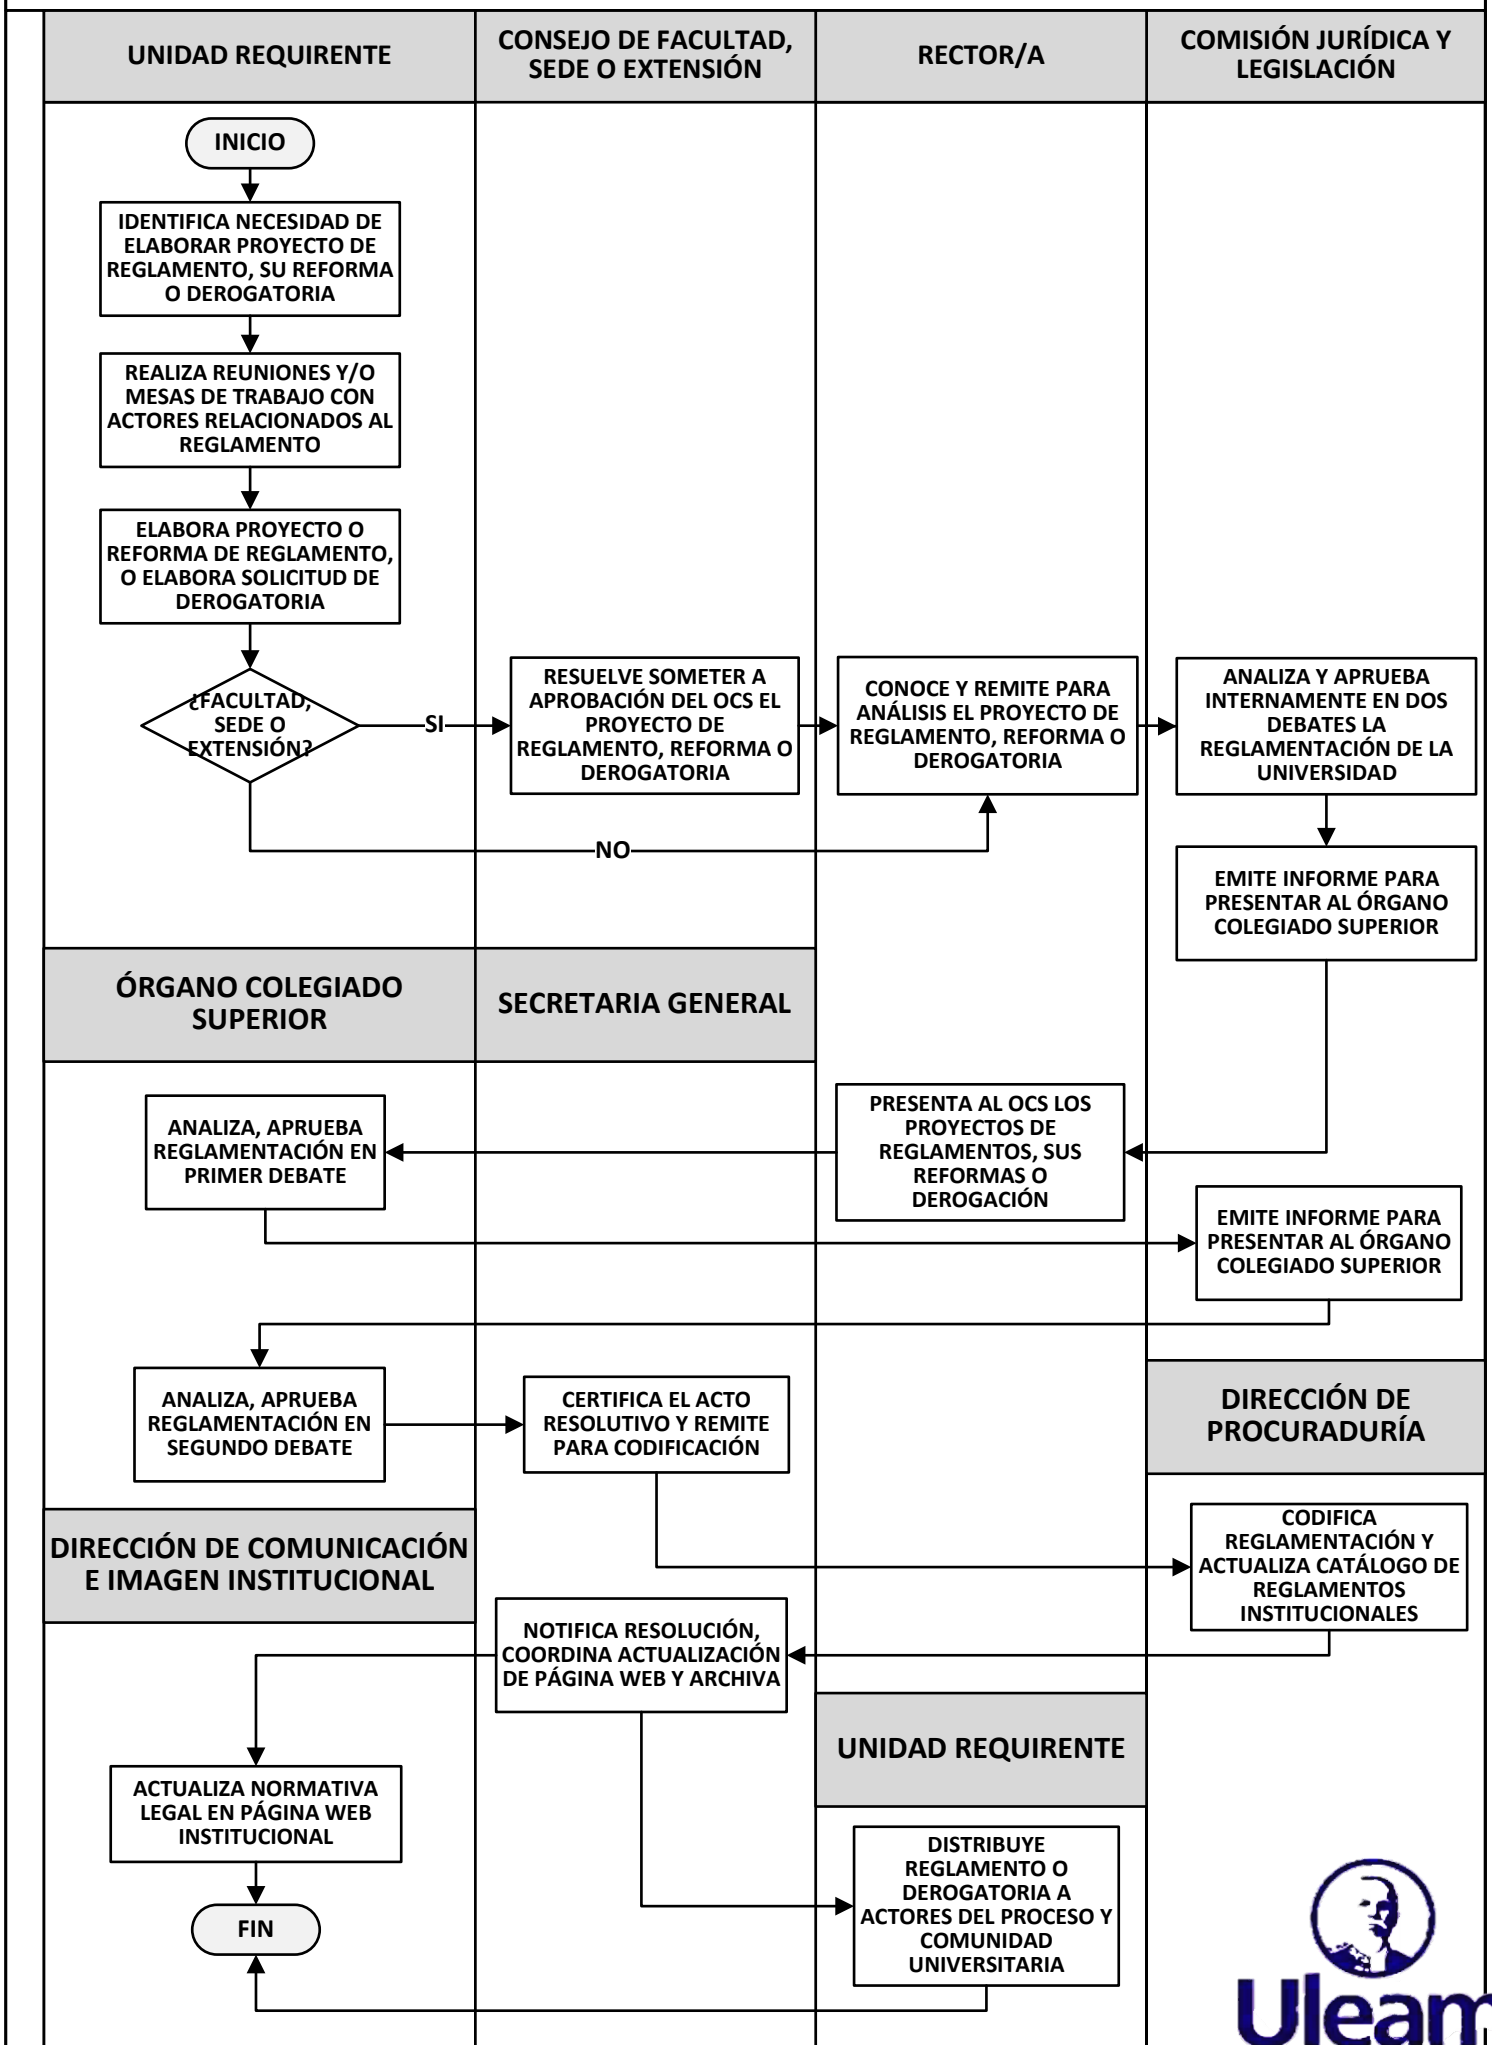 UNIDAD REQUIRENTE
CONSEJO DE FACULTAD,
SEDE O EXTENSIÓN
RECTOR/A
COMISIÓN JURÍDICA Y
LEGISLACIÓN
INICIO
IDENTIFICA NECESIDAD DE
ELABORAR PROYECTO DE
REGLAMENTO, SU REFORMA
O DEROGATORIA
REALIZA REUNIONES Y/O
MESAS DE TRABAJO CON
ACTORES RELACIONADOS AL
REGLAMENTO
ELABORA PROYECTO O
REFORMA DE REGLAMENTO,
O ELABORA SOLICITUD DE
DEROGATORIA
¿FACULTAD,
SEDE O
EXTENSIÓN?
SI
RESUELVE SOMETER A
APROBACIÓN DEL OCS EL
PROYECTO DE
REGLAMENTO, REFORMA O
DEROGATORIA
CONOCE Y REMITE PARA
ANÁLISIS EL PROYECTO DE
REGLAMENTO, REFORMA O
DEROGATORIA
ANALIZA Y APRUEBA
INTERNAMENTE EN DOS
DEBATES LA
REGLAMENTACIÓN DE LA
UNIVERSIDAD
NO
EMITE INFORME PARA
PRESENTAR AL ÓRGANO
COLEGIADO SUPERIOR
ÓRGANO COLEGIADO
SUPERIOR
SECRETARIA GENERAL
ANALIZA, APRUEBA
REGLAMENTACIÓN EN
PRIMER DEBATE
PRESENTA AL OCS LOS
PROYECTOS DE
REGLAMENTOS, SUS
REFORMAS O
DEROGACIÓN
EMITE INFORME PARA
PRESENTAR AL ÓRGANO
COLEGIADO SUPERIOR
ANALIZA, APRUEBA
REGLAMENTACIÓN EN
SEGUNDO DEBATE
CERTIFICA EL ACTO
RESOLUTIVO Y REMITE
PARA CODIFICACIÓN
DIRECCIÓN DE
PROCURADURÍA
DIRECCIÓN DE COMUNICACIÓN
E IMAGEN INSTITUCIONAL
CODIFICA
REGLAMENTACIÓN Y
ACTUALIZA CATÁLOGO DE
REGLAMENTOS
INSTITUCIONALES
NOTIFICA RESOLUCIÓN,
COORDINA ACTUALIZACIÓN
DE PÁGINA WEB Y ARCHIVA
UNIDAD REQUIRENTE
ACTUALIZA NORMATIVA
LEGAL EN PÁGINA WEB
INSTITUCIONAL
DISTRIBUYE
REGLAMENTO O
DEROGATORIA A
ACTORES DEL PROCESO Y
COMUNIDAD
UNIVERSITARIA
FIN
Uleam